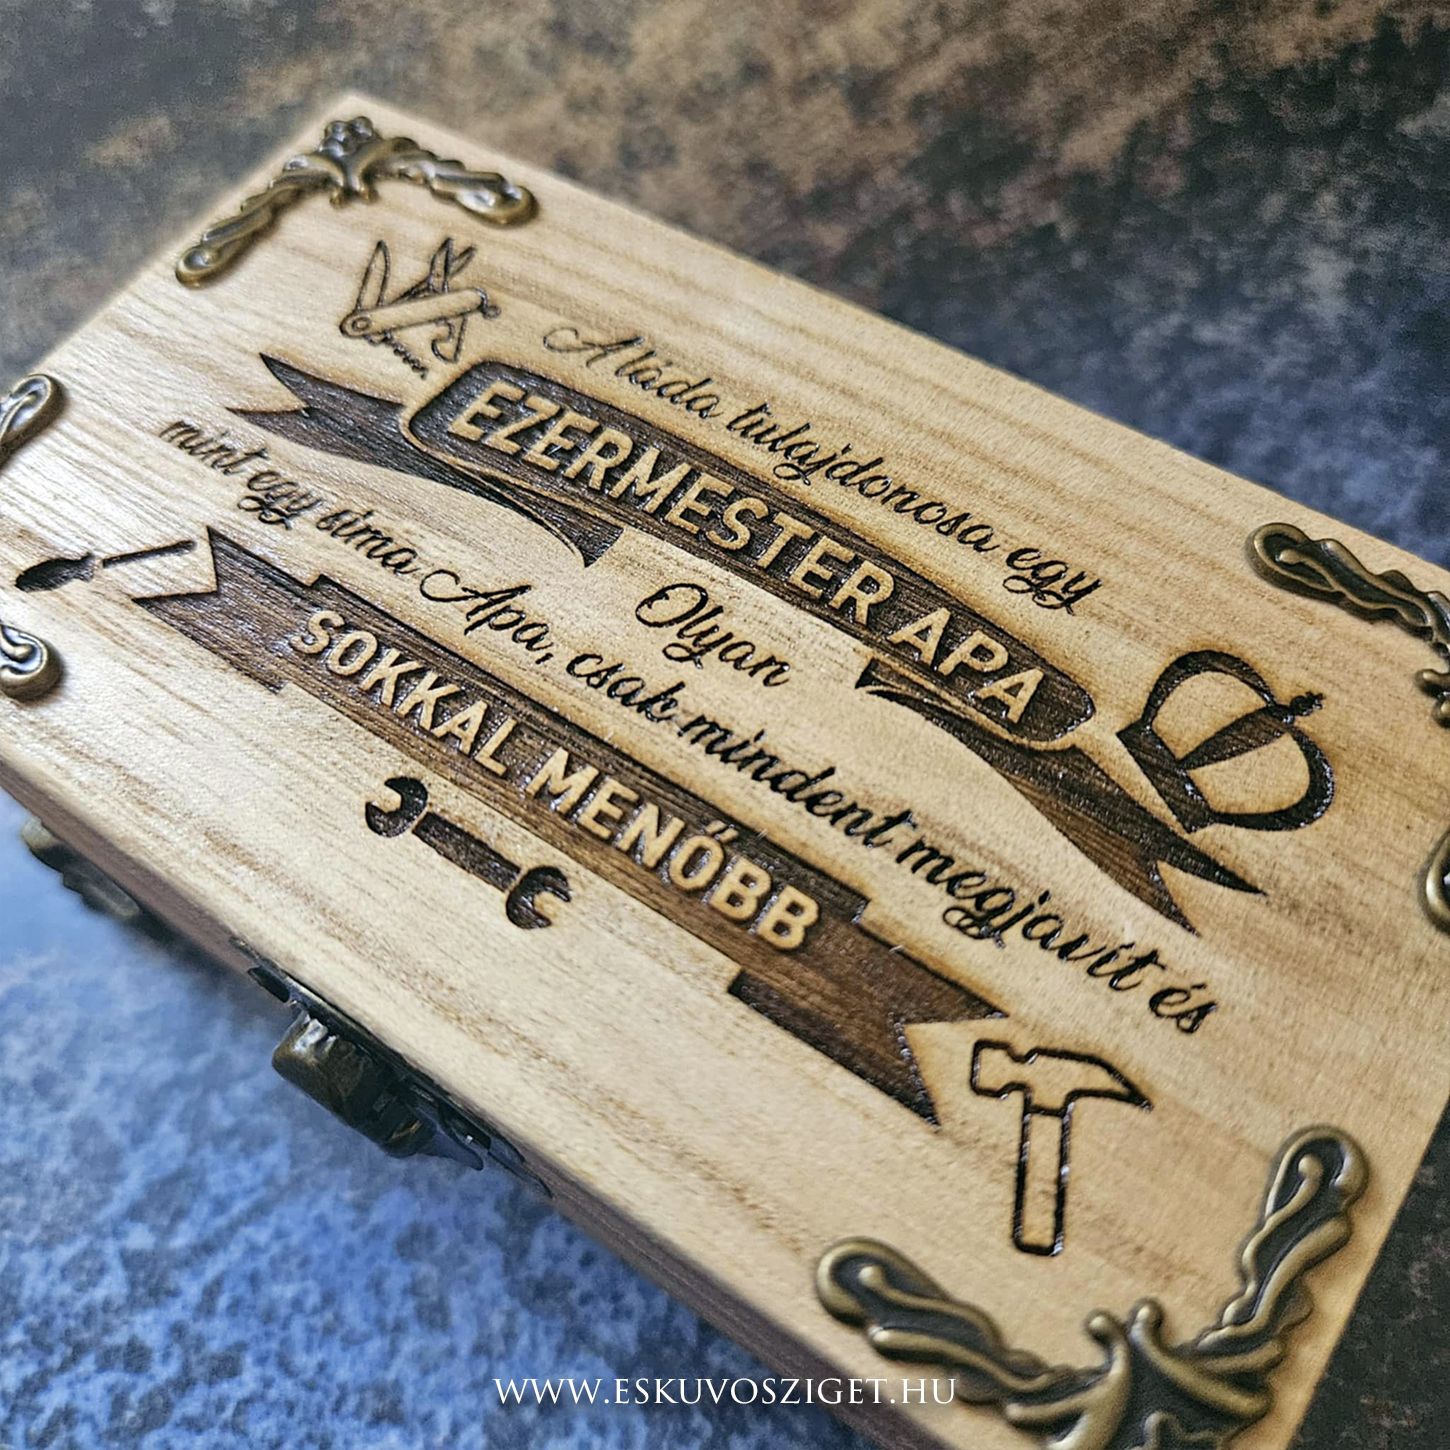 A láda tulajdonosa egy
EZERMESTER APA
Olyan
mint egy sima Apa, csak mindent megjavít és
SOKKAL MENŐBB
WWW.ESKUVOSZIGET.HU